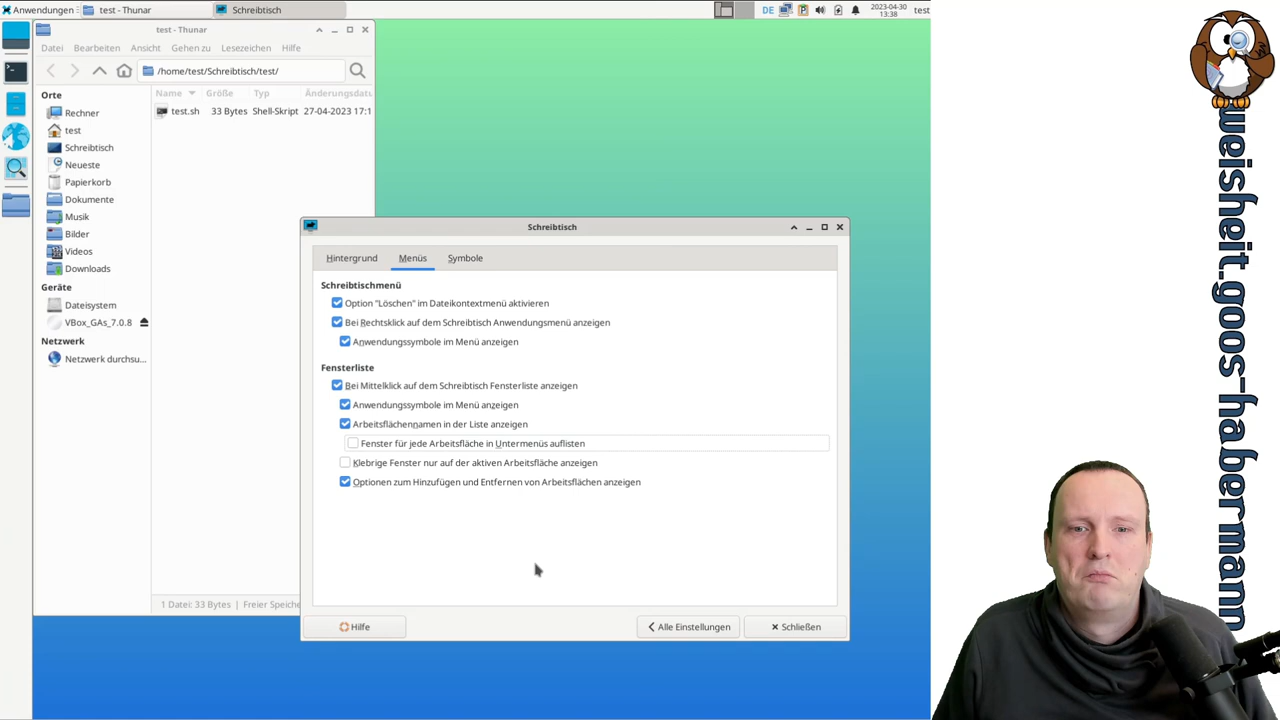 Anwendungen
test - Thunar
Schreibtisch
DE
2023-04-30
13:38
test
test - Thunar
Datei Bearbeiten Ansicht Gehen zu Lesezeichen Hilfe
/home/test/Schreibtisch/test/
Orte
Rechner
test
Schreibtisch
Neueste
Papierkorb
Dokumente
Musik
Bilder
Videos
Downloads
Geräte
Dateisystem
VBox_GAs_7.0.8
Netzwerk
Netzwerk durchsu...
Name Größe Typ Änderungsdatu
test.sh 33 Bytes Shell-Skript 27-04-2023 17:1
1 Datei: 33 Bytes | Freier Speiche
Schreibtisch
Hintergrund Menüs Symbole
Schreibtischmenü
Option "Löschen" im Dateikontextmenü aktivieren
Bei Rechtsklick auf dem Schreibtisch Anwendungsmenü anzeigen
Anwendungssymbole im Menü anzeigen
Fensterliste
Bei Mittelklick auf dem Schreibtisch Fensterliste anzeigen
Anwendungssymbole im Menü anzeigen
Arbeitsflächennamen in der Liste anzeigen
Fenster für jede Arbeitsfläche in Untermenüs auflisten
Klebrige Fenster nur auf der aktiven Arbeitsfläche anzeigen
Optionen zum Hinzufügen und Entfernen von Arbeitsflächen anzeigen
Hilfe
Alle Einstellungen
Schließen
weisheit.goos-habermann